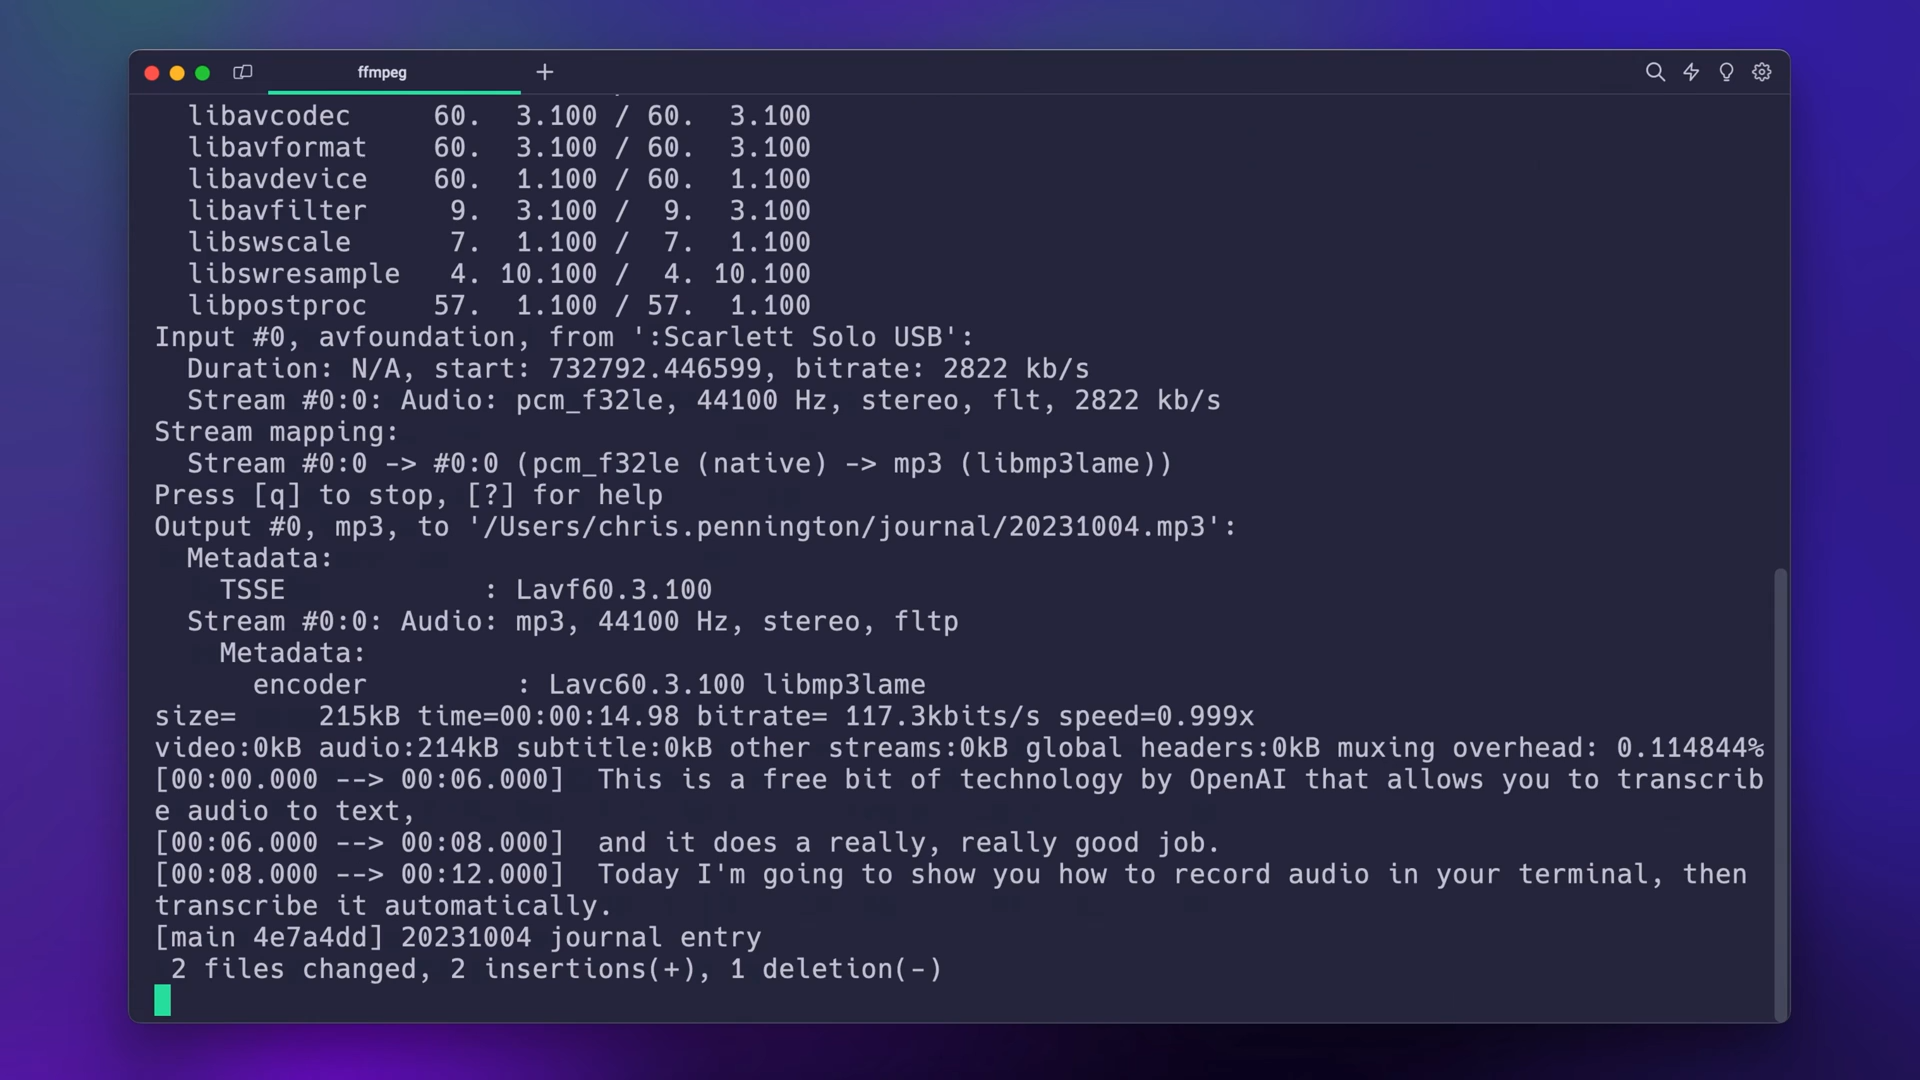 ffmpeg
libavcodec     60.  3.100 / 60.  3.100
libavformat    60.  3.100 / 60.  3.100
libavdevice    60.  1.100 / 60.  1.100
libavfilter     9.  3.100 /  9.  3.100
libswscale      7.  1.100 /  7.  1.100
libswresample   4. 10.100 /  4. 10.100
libpostproc    57.  1.100 / 57.  1.100
Input #0, avfoundation, from ':Scarlett Solo USB':
Duration: N/A, start: 732792.446599, bitrate: 2822 kb/s
Stream #0:0: Audio: pcm_f32le, 44100 Hz, stereo, flt, 2822 kb/s
Stream mapping:
Stream #0:0 -> #0:0 (pcm_f32le (native) -> mp3 (libmp3lame))
Press [q] to stop, [?] for help
Output #0, mp3, to '/Users/chris.pennington/journal/20231004.mp3':
Metadata:
TSSE            : Lavf60.3.100
Stream #0:0: Audio: mp3, 44100 Hz, stereo, fltp
Metadata:
encoder         : Lavc60.3.100 libmp3lame
size=     215kB time=00:00:14.98 bitrate= 117.3kbits/s speed=0.999x
video:0kB audio:214kB subtitle:0kB other streams:0kB global headers:0kB muxing overhead: 0.114844%
[00:00.000 --> 00:06.000]  This is a free bit of technology by OpenAI that allows you to transcrib
e audio to text,
[00:06.000 --> 00:08.000]  and it does a really, really good job.
[00:08.000 --> 00:12.000]  Today I'm going to show you how to record audio in your terminal, then
transcribe it automatically.
[main 4e7a4dd] 20231004 journal entry
2 files changed, 2 insertions(+), 1 deletion(-)